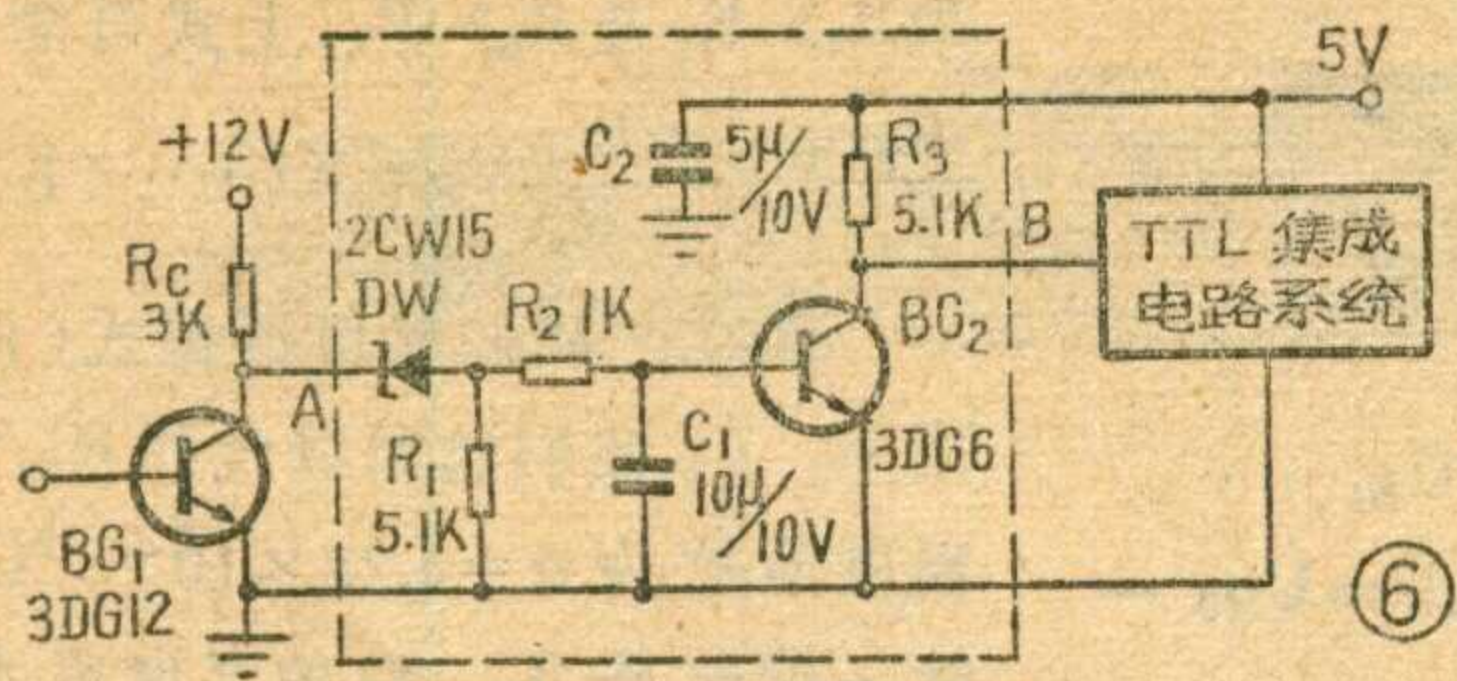 5V
+12V
C₂
5μ/10V
R₃
5.1K
B
TTL 集成
电路系统
2CW15
DW
R_C
3K
R₂ 1K
BG₂
A
3DG6
R₁
5.1K
C₁
10μ/10V
BG₁
3DG12
⑥